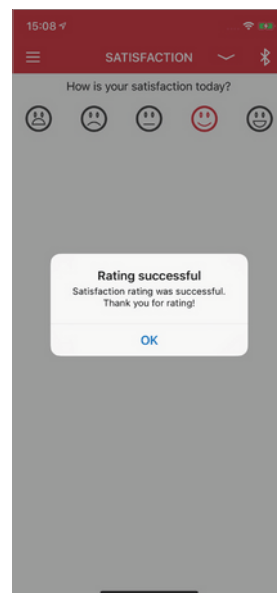 15:08
SATISFACTION
How is your satisfaction today?
Rating successful
Satisfaction rating was successful.
Thank you for rating!
OK